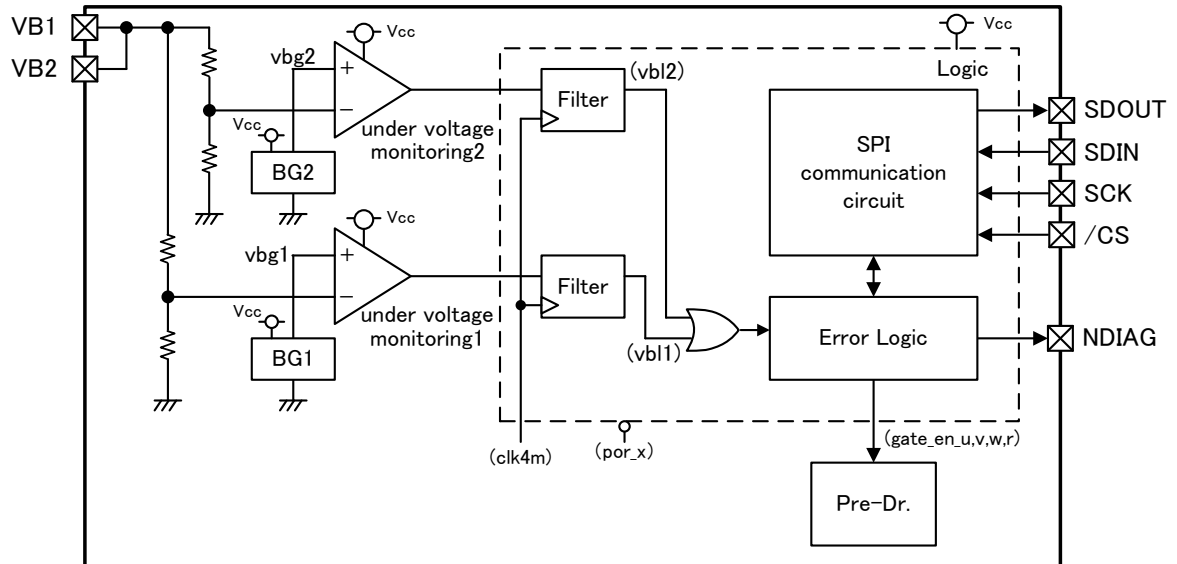 VB1
VB2
Vcc
vbg2
+
−
under voltage
monitoring2
Vcc
BG2
Vcc
vbg1
+
−
under voltage
monitoring1
Vcc
BG1
Vcc
Logic
Filter
(vbl2)
Filter
(vbl1)
SPI
communication
circuit
Error Logic
SDOUT
SDIN
SCK
/CS
NDIAG
(clk4m)
(por_x)
(gate_en_u,v,w,r)
Pre-Dr.